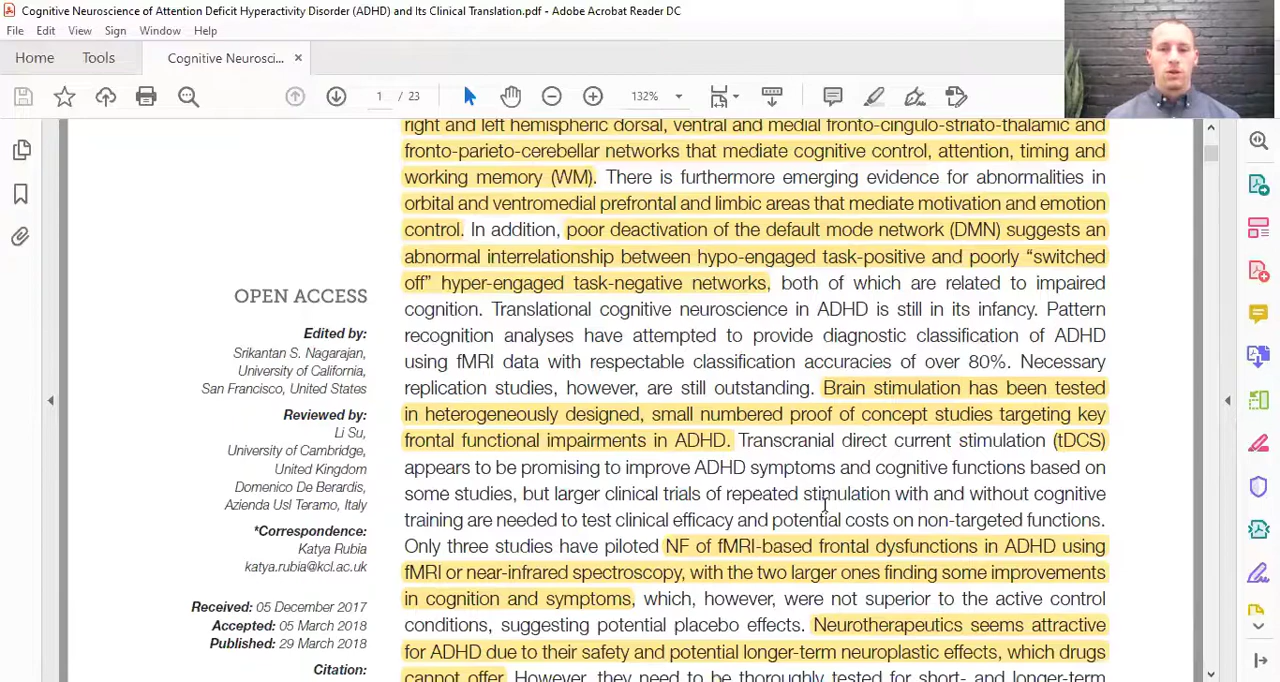 Cognitive Neuroscience of Attention Deficit Hyperactivity Disorder (ADHD) and Its Clinical Translation.pdf - Adobe Acrobat Reader DC
File Edit View Sign Window Help
Home Tools Cognitive Neurosci... ×
1 / 23 132%
right and left hemispheric dorsal, ventral and medial fronto-cingulo-striato-thalamic and
fronto-parieto-cerebellar networks that mediate cognitive control, attention, timing and
working memory (WM). There is furthermore emerging evidence for abnormalities in
orbital and ventromedial prefrontal and limbic areas that mediate motivation and emotion
control. In addition, poor deactivation of the default mode network (DMN) suggests an
abnormal interrelationship between hypo-engaged task-positive and poorly “switched
off” hyper-engaged task-negative networks, both of which are related to impaired
cognition. Translational cognitive neuroscience in ADHD is still in its infancy. Pattern
recognition analyses have attempted to provide diagnostic classification of ADHD
using fMRI data with respectable classification accuracies of over 80%. Necessary
replication studies, however, are still outstanding. Brain stimulation has been tested
in heterogeneously designed, small numbered proof of concept studies targeting key
frontal functional impairments in ADHD. Transcranial direct current stimulation (tDCS)
appears to be promising to improve ADHD symptoms and cognitive functions based on
some studies, but larger clinical trials of repeated stimulation with and without cognitive
training are needed to test clinical efficacy and potential costs on non-targeted functions.
Only three studies have piloted NF of fMRI-based frontal dysfunctions in ADHD using
fMRI or near-infrared spectroscopy, with the two larger ones finding some improvements
in cognition and symptoms, which, however, were not superior to the active control
conditions, suggesting potential placebo effects. Neurotherapeutics seems attractive
for ADHD due to their safety and potential longer-term neuroplastic effects, which drugs
cannot offer. However, they need to be thoroughly tested for short- and longer-term
OPEN ACCESS
Edited by:
Srikantan S. Nagarajan,
University of California,
San Francisco, United States
Reviewed by:
Li Su,
University of Cambridge,
United Kingdom
Domenico De Berardis,
Azienda Usl Teramo, Italy
*Correspondence:
Katya Rubia
katya.rubia@kcl.ac.uk
Received: 05 December 2017
Accepted: 05 March 2018
Published: 29 March 2018
Citation: